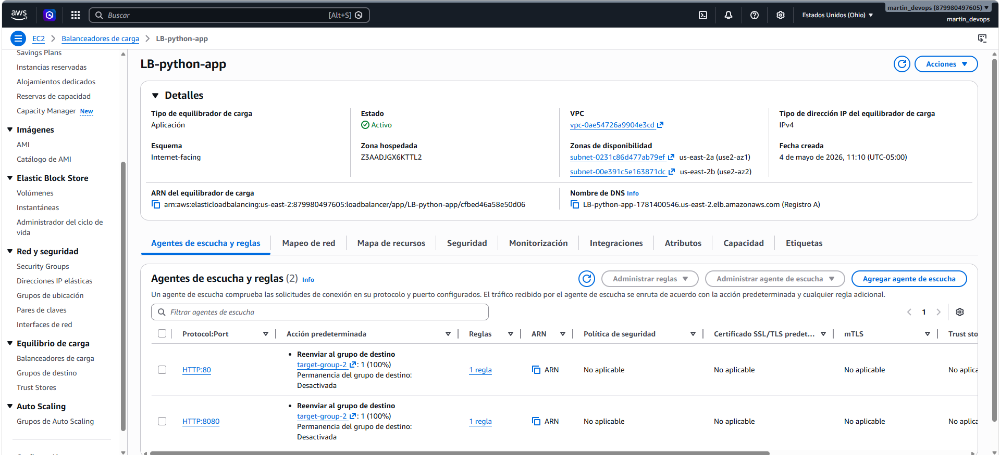 aws
Buscar
[Alt+S]
Estados Unidos (Ohio)
martin_devops (879980497605)
martin_devops
EC2
Balanceadores de carga
LB-python-app
Savings Plans
Instancias reservadas
Alojamientos dedicados
Reservas de capacidad
Capacity Manager New
Imágenes
AMI
Catálogo de AMI
Elastic Block Store
Volúmenes
Instantáneas
Administrador del ciclo de
vida
Red y seguridad
Security Groups
Direcciones IP elásticas
Grupos de ubicación
Pares de claves
Interfaces de red
Equilibrio de carga
Balanceadores de carga
Grupos de destino
Trust Stores
Auto Scaling
Grupos de Auto Scaling
LB-python-app
Acciones
Detalles
Tipo de equilibrador de carga
Aplicación
Estado
Activo
VPC
vpc-0ae54726a9904e3cd
Tipo de dirección IP del equilibrador de carga
IPv4
Esquema
Internet-facing
Zona hospedada
Z3AADJGX6KTTL2
Zonas de disponibilidad
subnet-0231c86d477ab79ef us-east-2a (use2-az1)
subnet-00e391c5e163871dc us-east-2b (use2-az2)
Fecha creada
4 de mayo de 2026, 11:10 (UTC-05:00)
ARN del equilibrador de carga
arn:aws:elasticloadbalancing:us-east-2:879980497605:loadbalancer/app/LB-python-app/cfbed46a58e50d06
Nombre de DNS Info
LB-python-app-1781400546.us-east-2.elb.amazonaws.com (Registro A)
Agentes de escucha y reglas
Mapeo de red
Mapa de recursos
Seguridad
Monitorización
Integraciones
Atributos
Capacidad
Etiquetas
Agentes de escucha y reglas (2) Info
Administrar reglas
Administrar agente de escucha
Agregar agente de escucha
Un agente de escucha comprueba las solicitudes de conexión en su protocolo y puerto configurados. El tráfico recibido por el agente de escucha se enruta de acuerdo con la acción predeterminada y cualquier regla adicional.
Filtrar agentes de escucha
1
Protocol:Port
Acción predeterminada
Reglas
ARN
Política de seguridad
Certificado SSL/TLS predet...
mTLS
Trust sto
HTTP:80
Reenviar al grupo de destino
target-group-2 : 1 (100%)
Permanencia del grupo de destino:
Desactivada
1 regla
ARN
No aplicable
No aplicable
No aplicable
No aplica
HTTP:8080
Reenviar al grupo de destino
target-group-2 : 1 (100%)
Permanencia del grupo de destino:
Desactivada
1 regla
ARN
No aplicable
No aplicable
No aplicable
No aplica